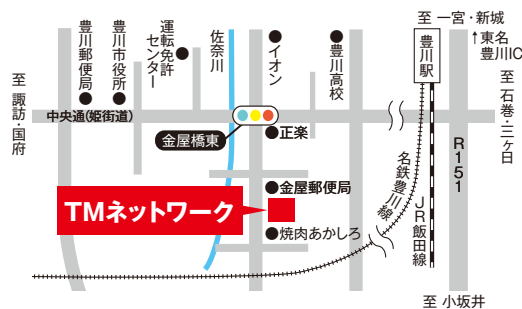 至 一宮・新城
↑東名
豊川IC
豊川駅
豊川高校
イオン
佐奈川
運転免許
センター
豊川市役所
豊川郵便局
至 諏訪・国府
中央通(姫街道)
金屋橋東
正楽
至 石巻・三ヶ日
R151
名鉄豊川線
JR飯田線
金屋郵便局
TMネットワーク
焼肉あかしろ
至 小坂井